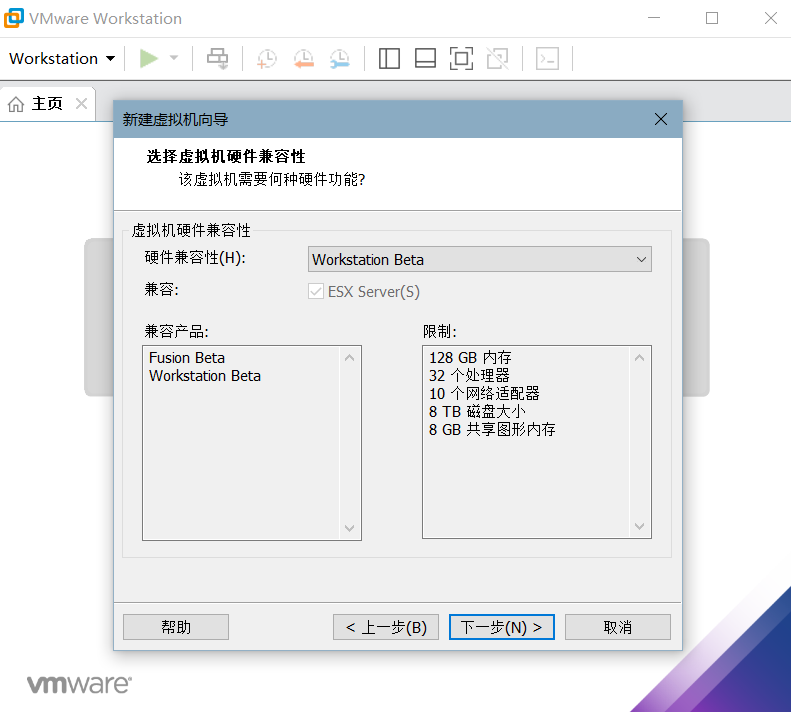 VMware Workstation
Workstation
主页
新建虚拟机向导
选择虚拟机硬件兼容性
该虚拟机需要何种硬件功能?
虚拟机硬件兼容性
硬件兼容性(H):
Workstation Beta
兼容:
ESX Server(S)
兼容产品:
Fusion Beta
Workstation Beta
限制:
128 GB 内存
32 个处理器
10 个网络适配器
8 TB 磁盘大小
8 GB 共享图形内存
帮助
< 上一步(B)
下一步(N) >
取消
vmware